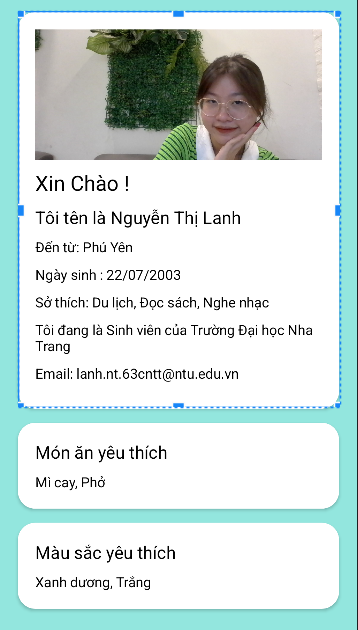 Xin Chào !
Tôi tên là Nguyễn Thị Lanh
Đến từ: Phú Yên
Ngày sinh : 22/07/2003
Sở thích: Du lịch, Đọc sách, Nghe nhạc
Tôi đang là Sinh viên của Trường Đại học Nha
Trang
Email: lanh.nt.63cntt@ntu.edu.vn
Món ăn yêu thích
Mì cay, Phở
Màu sắc yêu thích
Xanh dương, Trắng